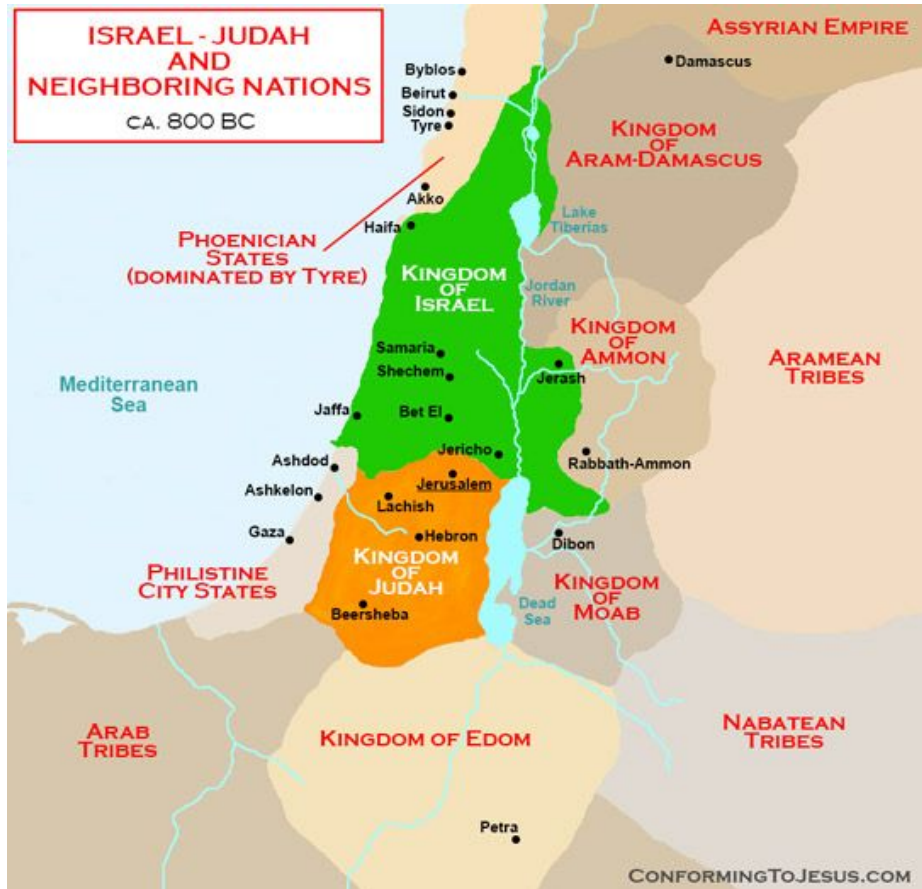 ISRAEL - JUDAH
AND
NEIGHBORING NATIONS
CA. 800 BC
ASSYRIAN EMPIRE
Damascus
Byblos
Beirut
Sidon
Tyre
KINGDOM
OF
ARAM-DAMASCUS
Akko
Haifa
Lake
Tiberias
PHOENICIAN
STATES
(DOMINATED BY TYRE)
KINGDOM
OF
ISRAEL
Jordan
River
KINGDOM
OF
AMMON
ARAMEAN
TRIBES
Samaria
Shechem
Jerash
Mediterranean
Sea
Jaffa
Bet El
Jericho
Rabbath-Ammon
Ashdod
Jerusalem
Ashkelon
Lachish
Gaza
Hebron
Dibon
KINGDOM
OF
JUDAH
PHILISTINE
CITY STATES
KINGDOM
OF
MOAB
Beersheba
Dead
Sea
ARAB
TRIBES
KINGDOM OF EDOM
NABATEAN
TRIBES
Petra
CONFORMINGTOJESUS.COM